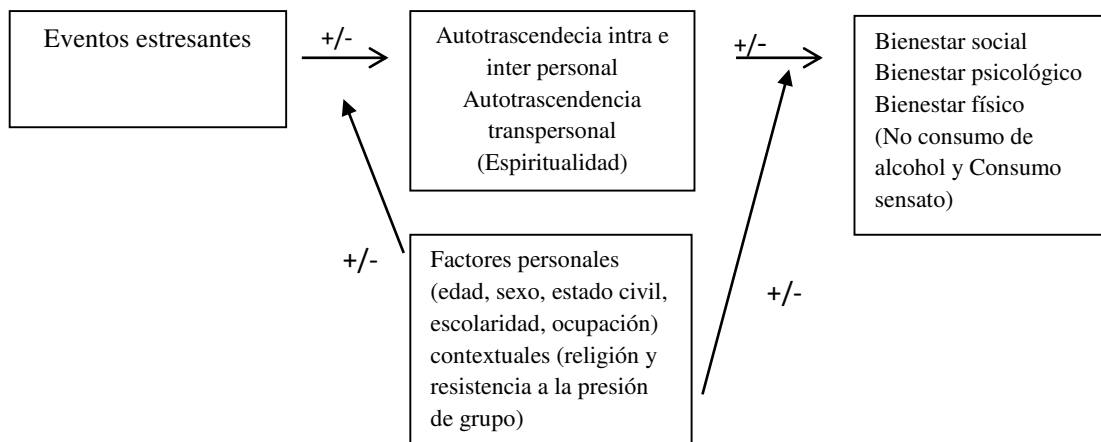 Eventos estresantes
+/-
Autotrascendecia intra e
inter personal
Autotrascendencia
transpersonal
(Espiritualidad)
+/-
Bienestar social
Bienestar psicológico
Bienestar físico
(No consumo de
alcohol y Consumo
sensato)
+/-
Factores personales
(edad, sexo, estado civil,
escolaridad, ocupación)
contextuales (religión y
resistencia a la presión
de grupo)
+/-